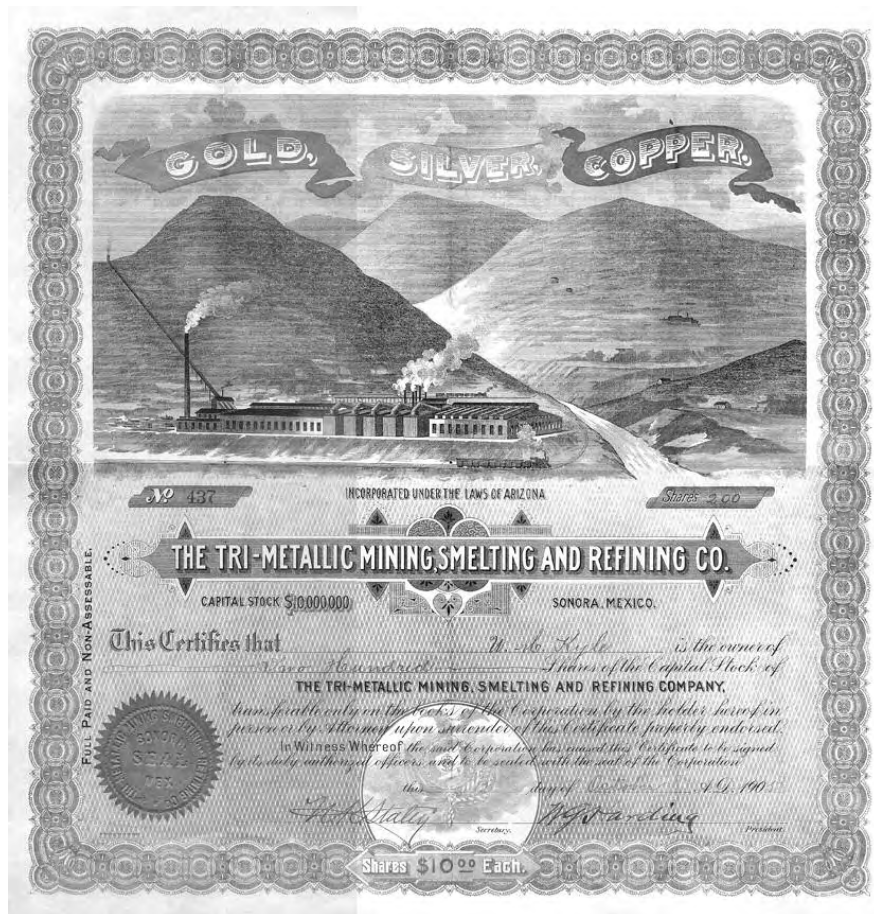 GOLD, SILVER, COPPER.
No 437
INCORPORATED UNDER THE LAWS OF ARIZONA
Shares 200
THE TRI-METALLIC MINING, SMELTING AND REFINING CO.
CAPITAL STOCK $10,000,000
SONORA, MEXICO.
FULL PAID AND NON-ASSESSABLE.
This Certifies that W. M. Kyle is the owner of
Two Hundred Shares of the Capital Stock of
THE TRI-METALLIC MINING, SMELTING AND REFINING COMPANY,
transferable only on the books of the Corporation by the holder hereof in
person or by Attorney upon surrender of this Certificate properly endorsed.
In Witness Whereof the said Corporation has caused this Certificate to be signed
by its duly authorized officers, and to be sealed with the seal of the Corporation
this day of October A.D. 1905
SONORA
SEAL
MEX
H. H. Staley
Secretary.
W G Harding
President.
Shares $10.00 Each.